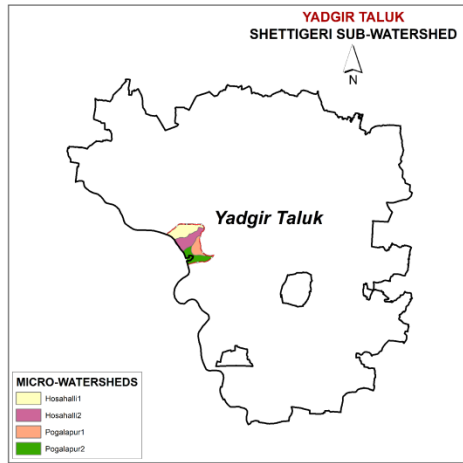 YADGIR TALUK
SHETTIGERI SUB-WATERSHED
N
Yadgir Taluk
MICRO-WATERSHEDS
Hosahalli1
Hosahalli2
Pogalapur1
Pogalapur2